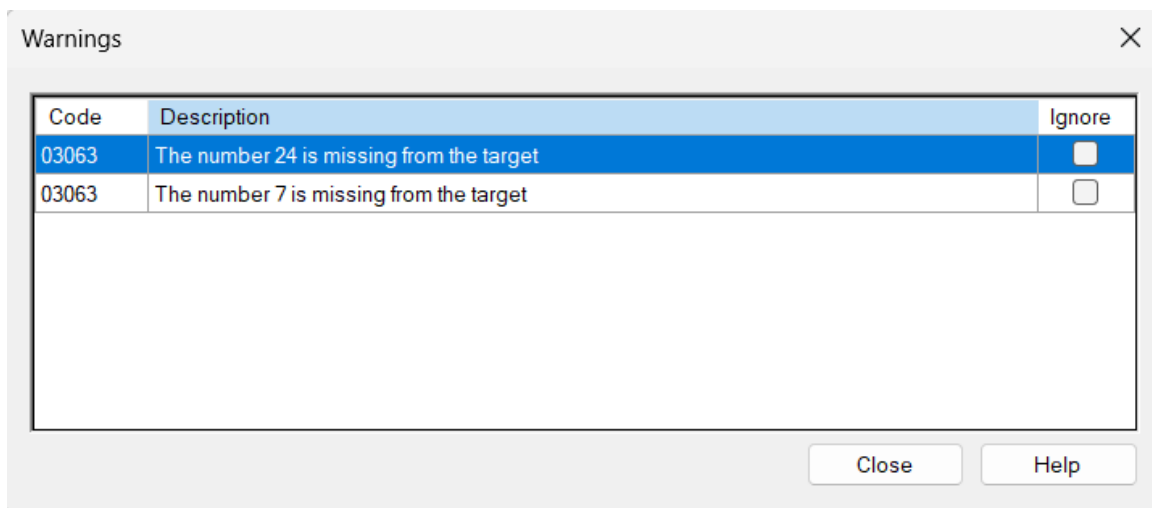 Warnings
Code Description Ignore
03063 The number 24 is missing from the target
03063 The number 7 is missing from the target
Close Help